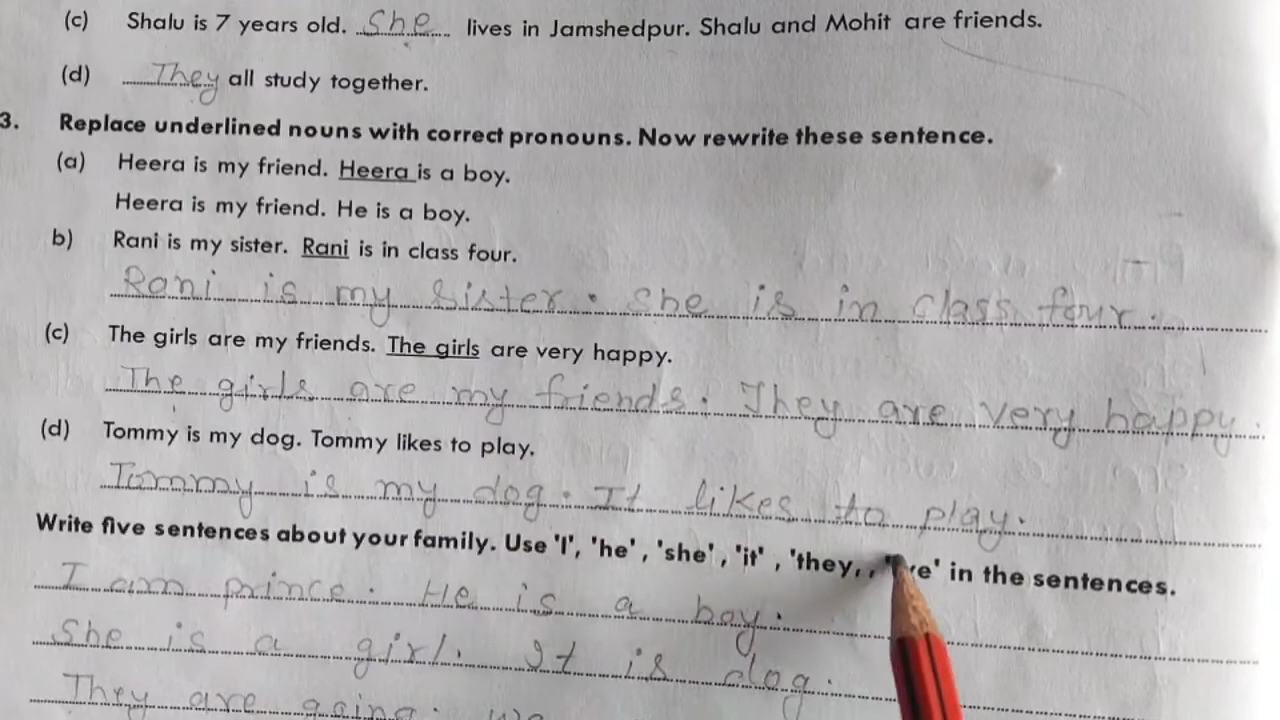 (c) Shalu is 7 years old. She lives in Jamshedpur. Shalu and Mohit are friends.
(d) They all study together.
3. Replace underlined nouns with correct pronouns. Now rewrite these sentence.
(a) Heera is my friend. Heera is a boy.
Heera is my friend. He is a boy.
b) Rani is my sister. Rani is in class four.
Rani is my sister. She is in class four.
(c) The girls are my friends. The girls are very happy.
The girls are my friends. They are very happy.
(d) Tommy is my dog. Tommy likes to play.
Tommy is my dog. It likes to play.
Write five sentences about your family. Use 'I', 'he', 'she', 'it', 'they,, in the sentences.
I am prince. He is a boy.
She is a girl. It is dog.
They are going. We